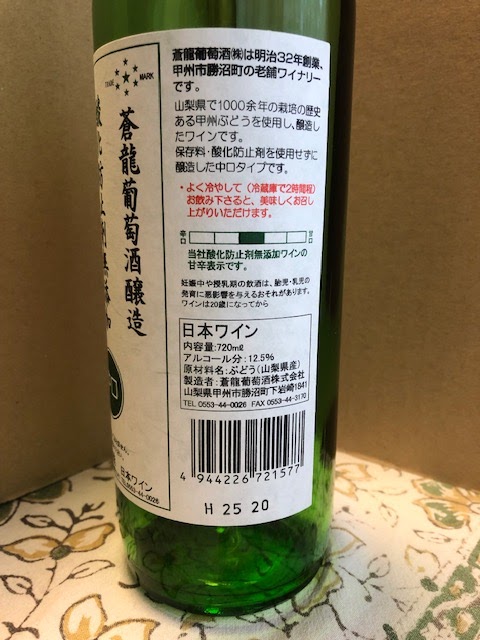 TRADE MARK
蒼龍葡萄酒醸造
蒼龍葡萄酒㈱は明治32年創業、
甲州市勝沼町の老舗ワイナリー
です。
山梨県で1000余年の栽培の歴史
ある甲州ぶどうを使用し、醸造し
たワインです。
保存料・酸化防止剤を使用せずに
醸造した中口タイプです。
・よく冷やして(冷蔵庫で2時間程)
お飲み下さると、美味しくお召し
上がりいただけます。
辛口 甘口
当社酸化防止剤無添加ワインの
甘辛表示です。
妊娠中や授乳期の飲酒は、胎児・乳児の
発育に悪影響を与えるおそれがあります。
ワインは20歳になってから
日本ワイン
内容量:720mℓ
アルコール分:12.5%
原材料名:ぶどう(山梨県産)
製造者:蒼龍葡萄酒株式会社
山梨県甲州市勝沼町下岩崎1841
TEL 0553-44-0026 FAX 0553-44-3170
4 944226 721577
H 25 20
日本ワイン
0553-44-0026